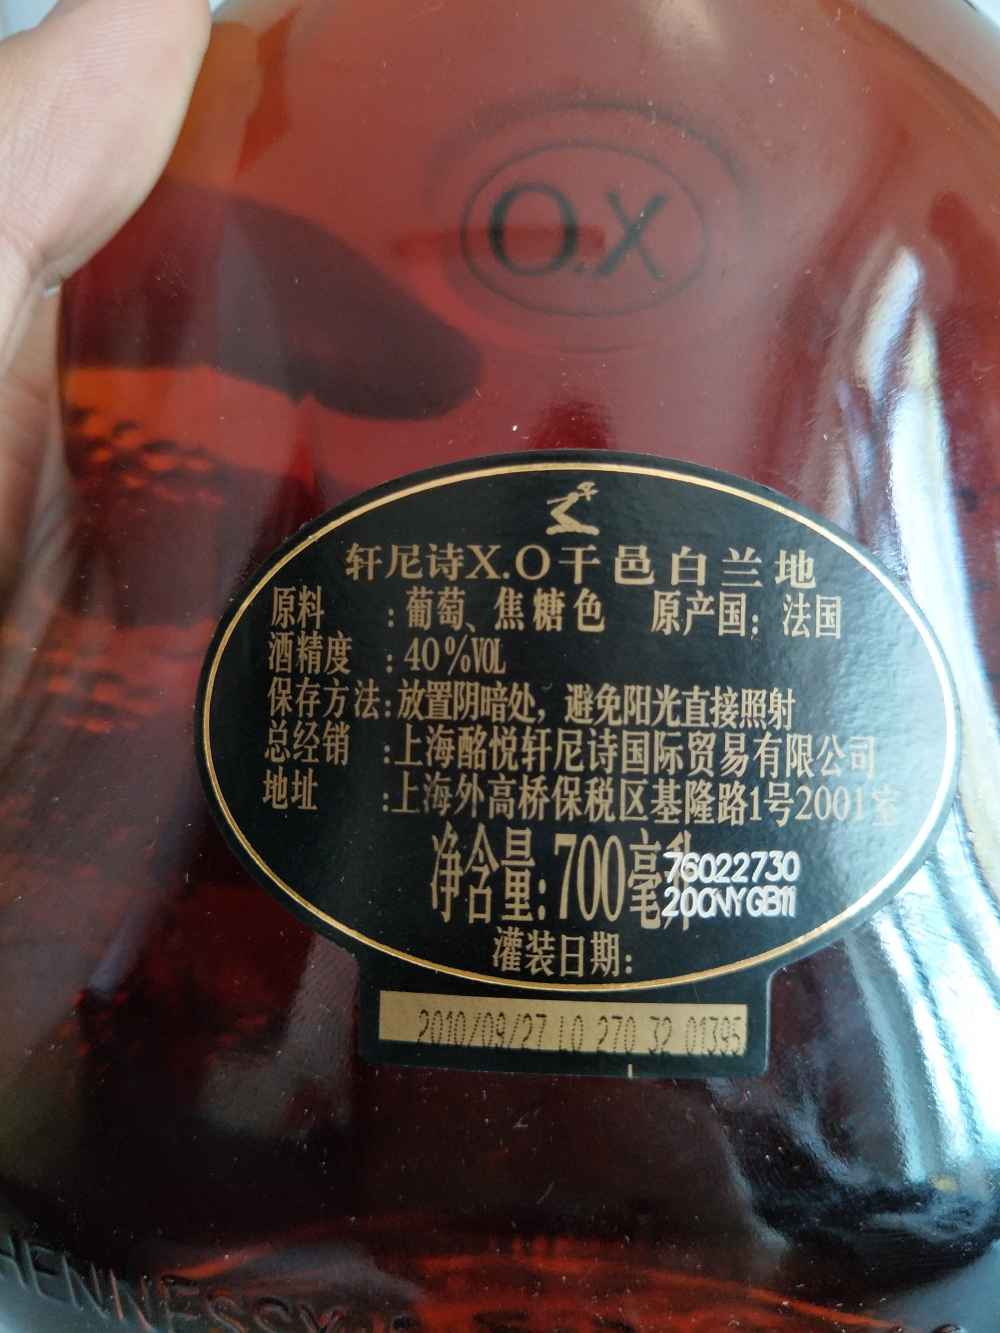 X.O
轩尼诗X.O干邑白兰地
原料 :葡萄、焦糖色 原产国：法国
酒精度 : 40%VOL
保存方法:放置阴暗处，避免阳光直接照射
总经销 :上海酩悦轩尼诗国际贸易有限公司
地址 :上海外高桥保税区基隆路1号2001室
净含量:700毫升
76022730
20CNYGB11
灌装日期:
2010/09/27 LO 270 32 01395
HENNESSY